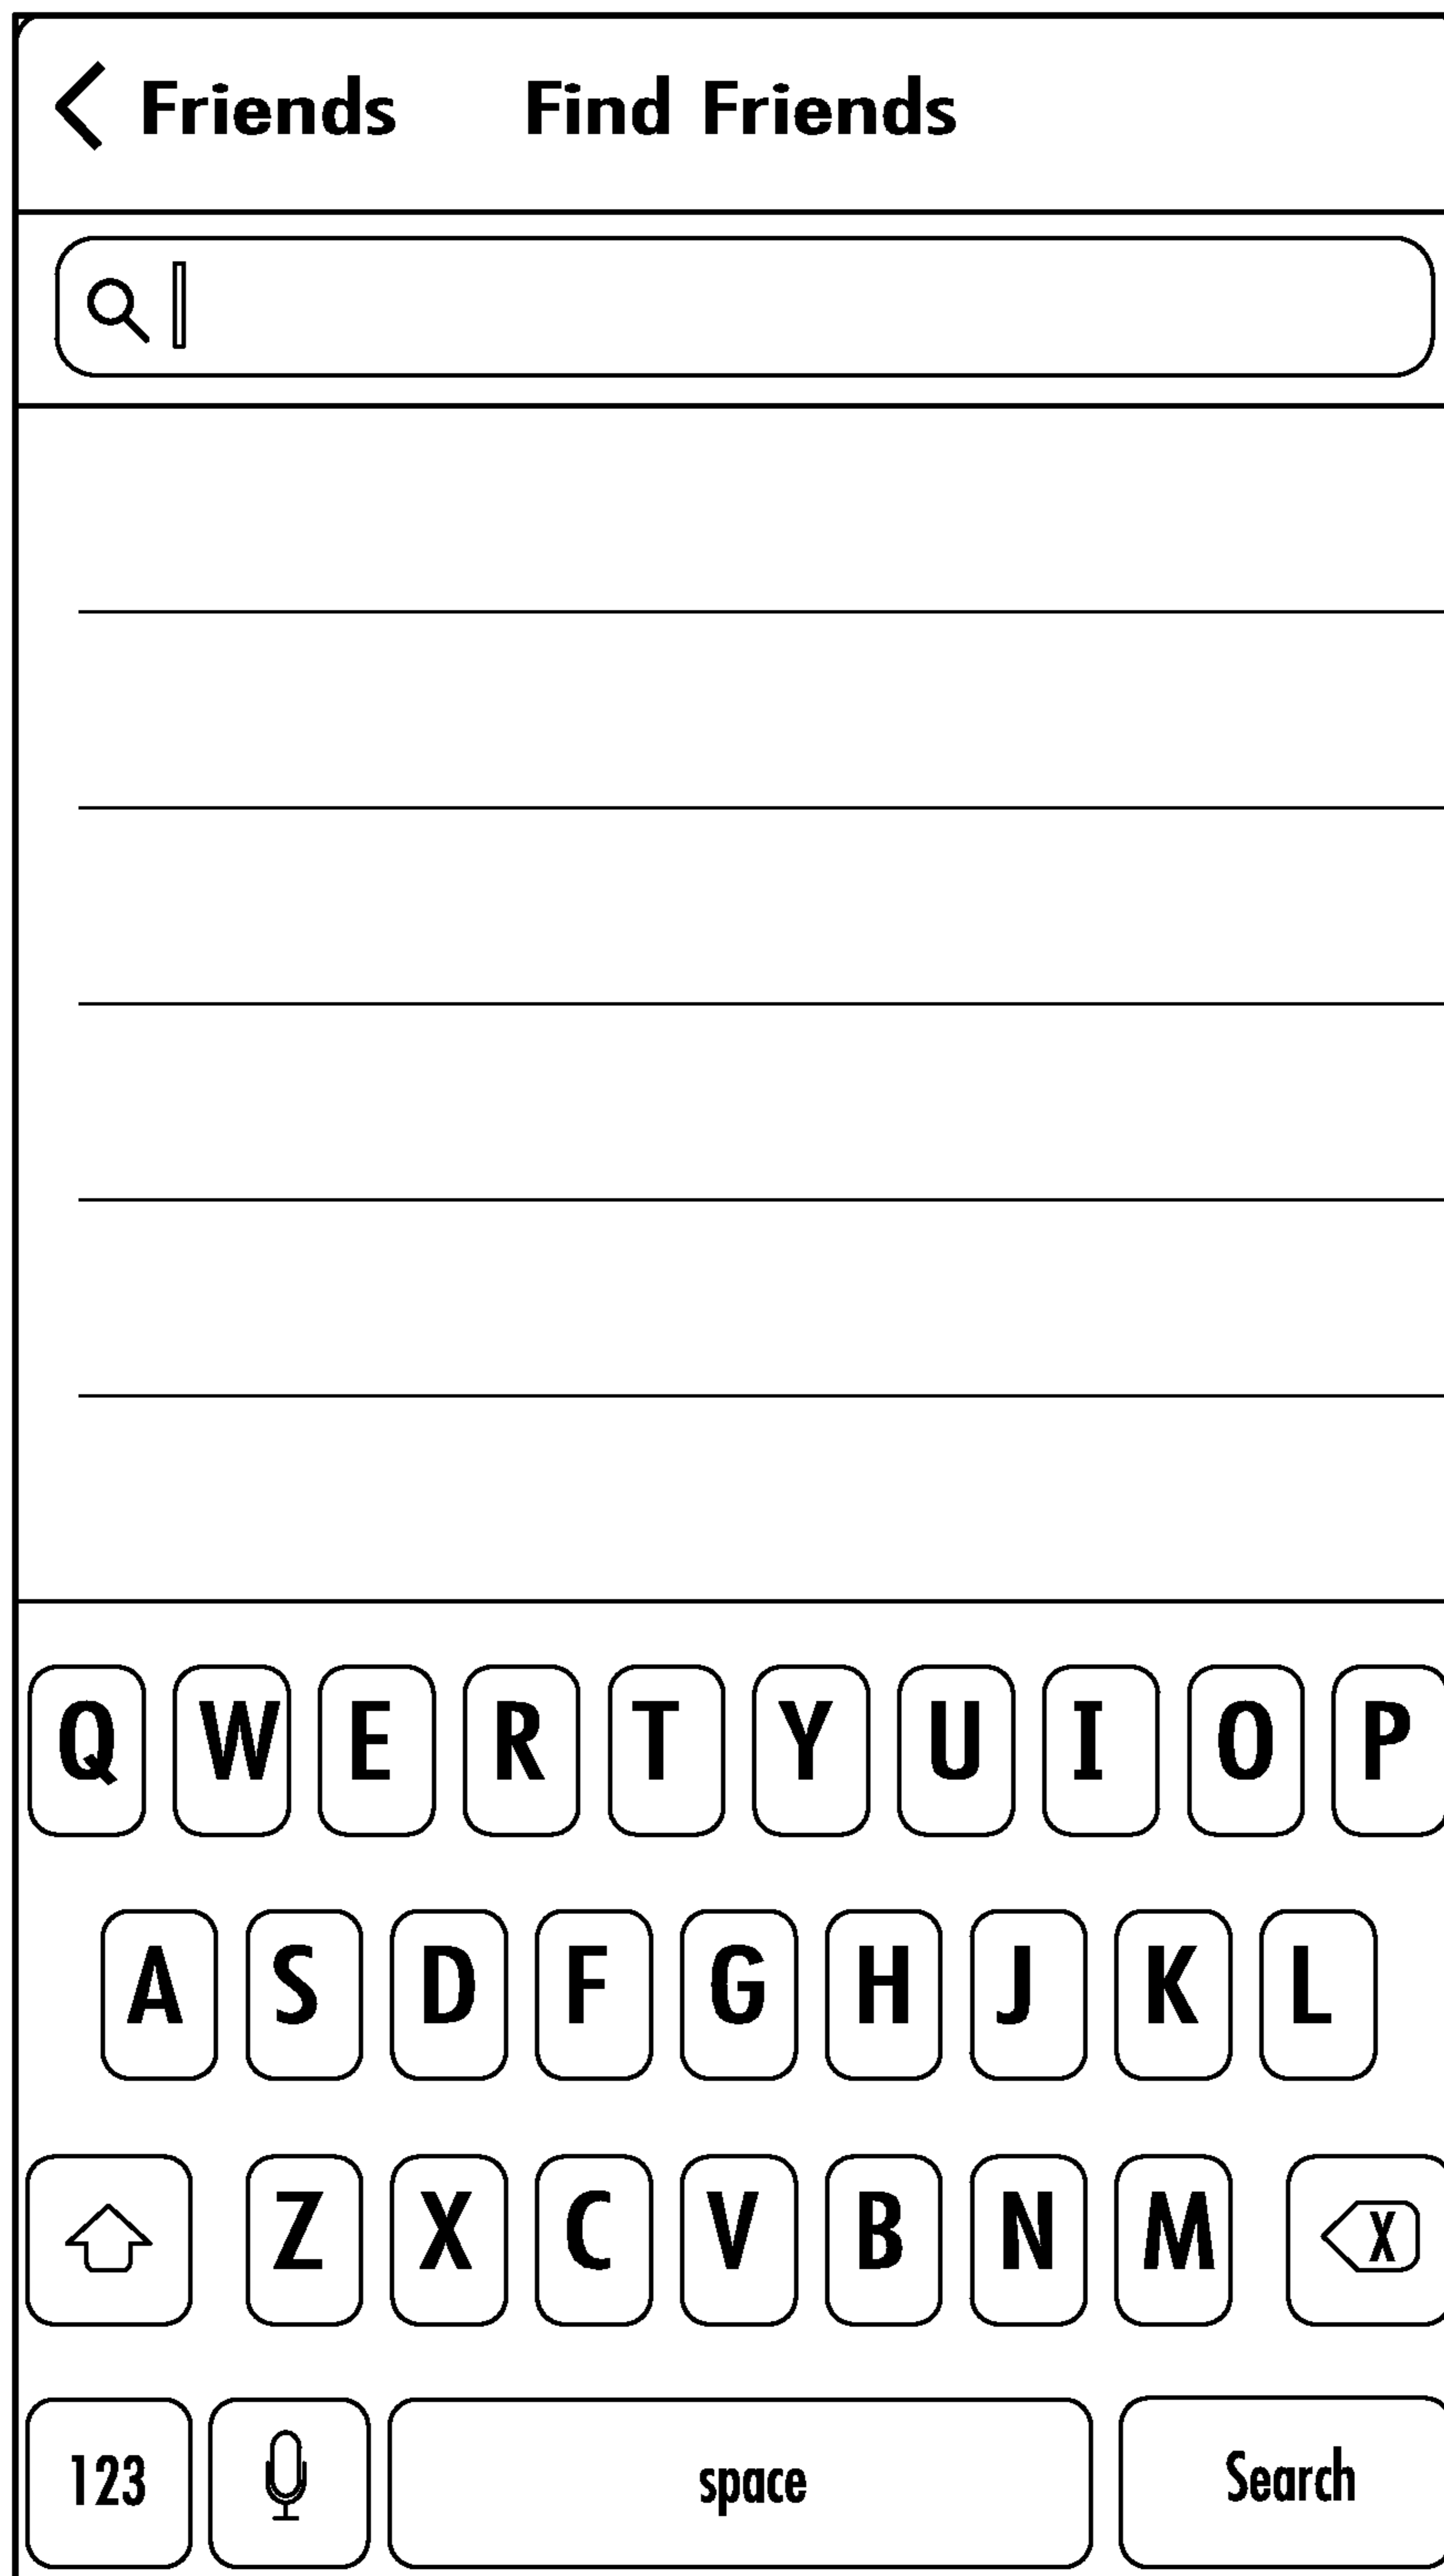 Friends Find Friends
Q W E R T Y U I O P
A S D F G H J K L
Z X C V B N M X
123 space Search